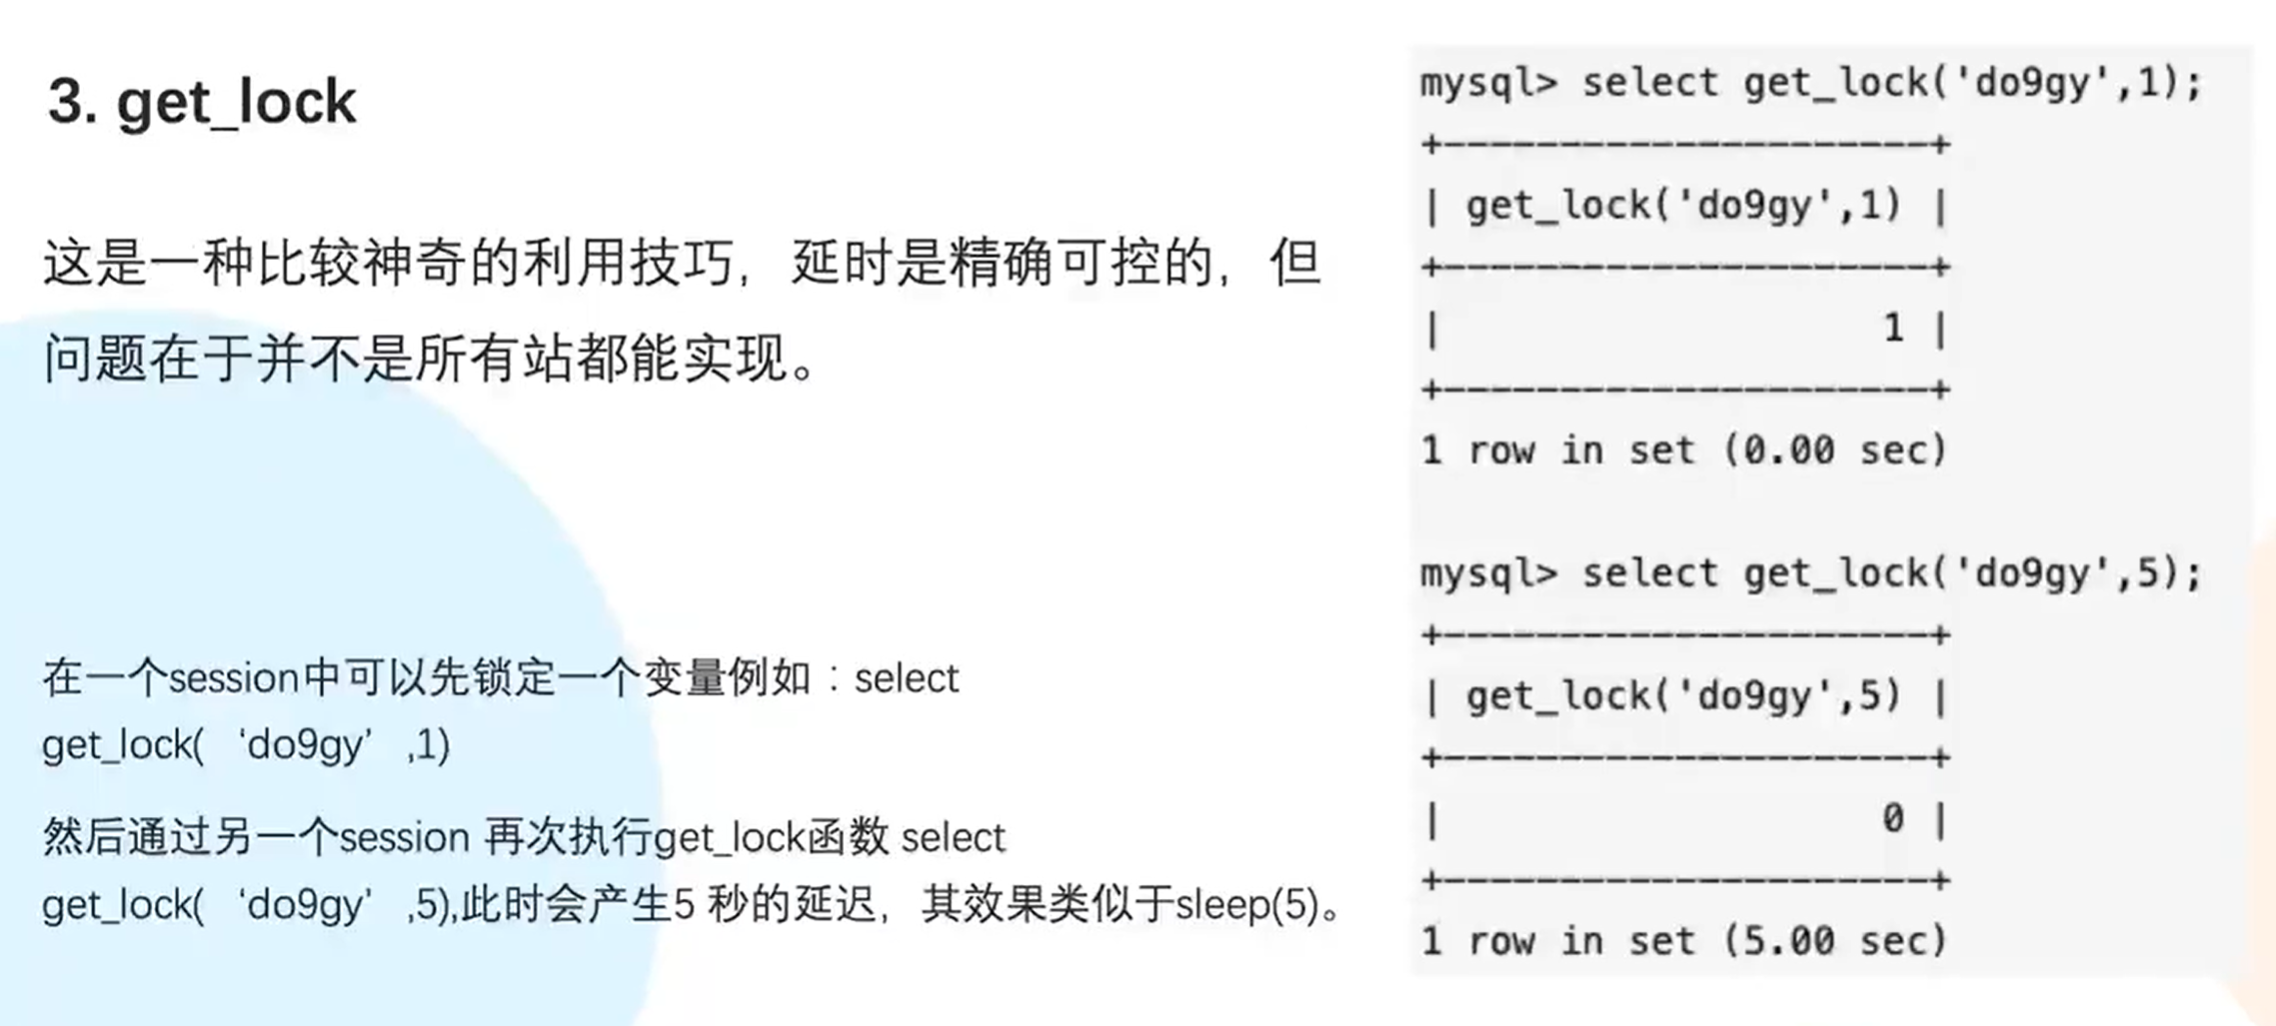 3. get_lock
这是一种比较神奇的利用技巧，延时是精确可控的，但
问题在于并不是所有站都能实现。
在一个session中可以先锁定一个变量例如：select
get_lock( ‘do9gy’ ,1)
然后通过另一个session 再次执行get_lock函数 select
get_lock( ‘do9gy’ ,5),此时会产生5 秒的延迟，其效果类似于sleep(5)。
mysql> select get_lock('do9gy',1);
+---------------------+
| get_lock('do9gy',1) |
+---------------------+
|                   1 |
+---------------------+
1 row in set (0.00 sec)
mysql> select get_lock('do9gy',5);
+---------------------+
| get_lock('do9gy',5) |
+---------------------+
|                   0 |
+---------------------+
1 row in set (5.00 sec)